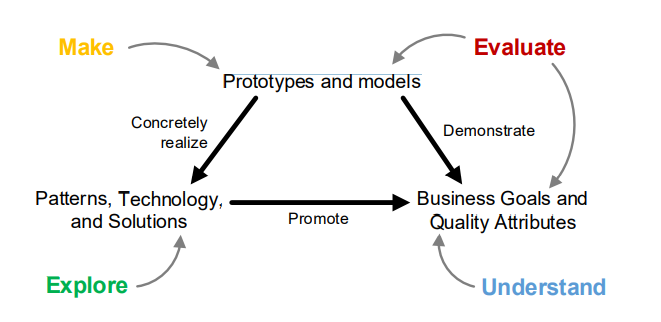 Make
Evaluate
Prototypes and models
Concretely
realize
Demonstrate
Patterns, Technology,
and Solutions
Promote
Business Goals and
Quality Attributes
Explore
Understand